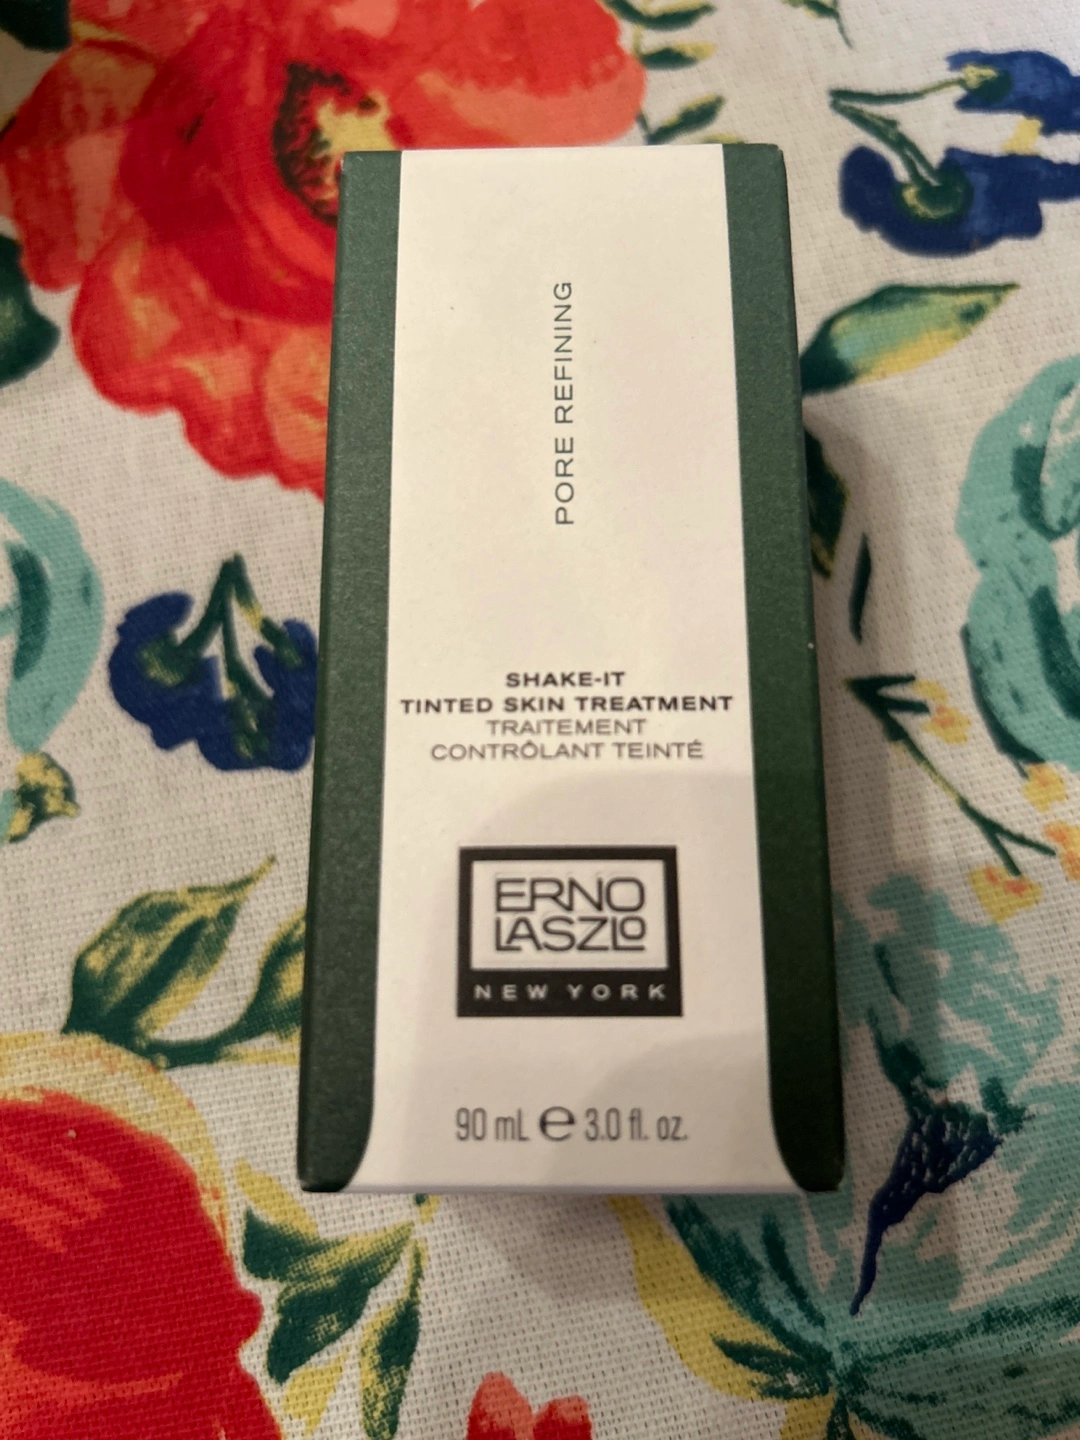 PORE REFINING
SHAKE-IT
TINTED SKIN TREATMENT
TRAITEMENT
CONTRÔLANT TEINTÉ
ERNO
LASZLO
NEW YORK
90 mL e 3.0 fl. oz.